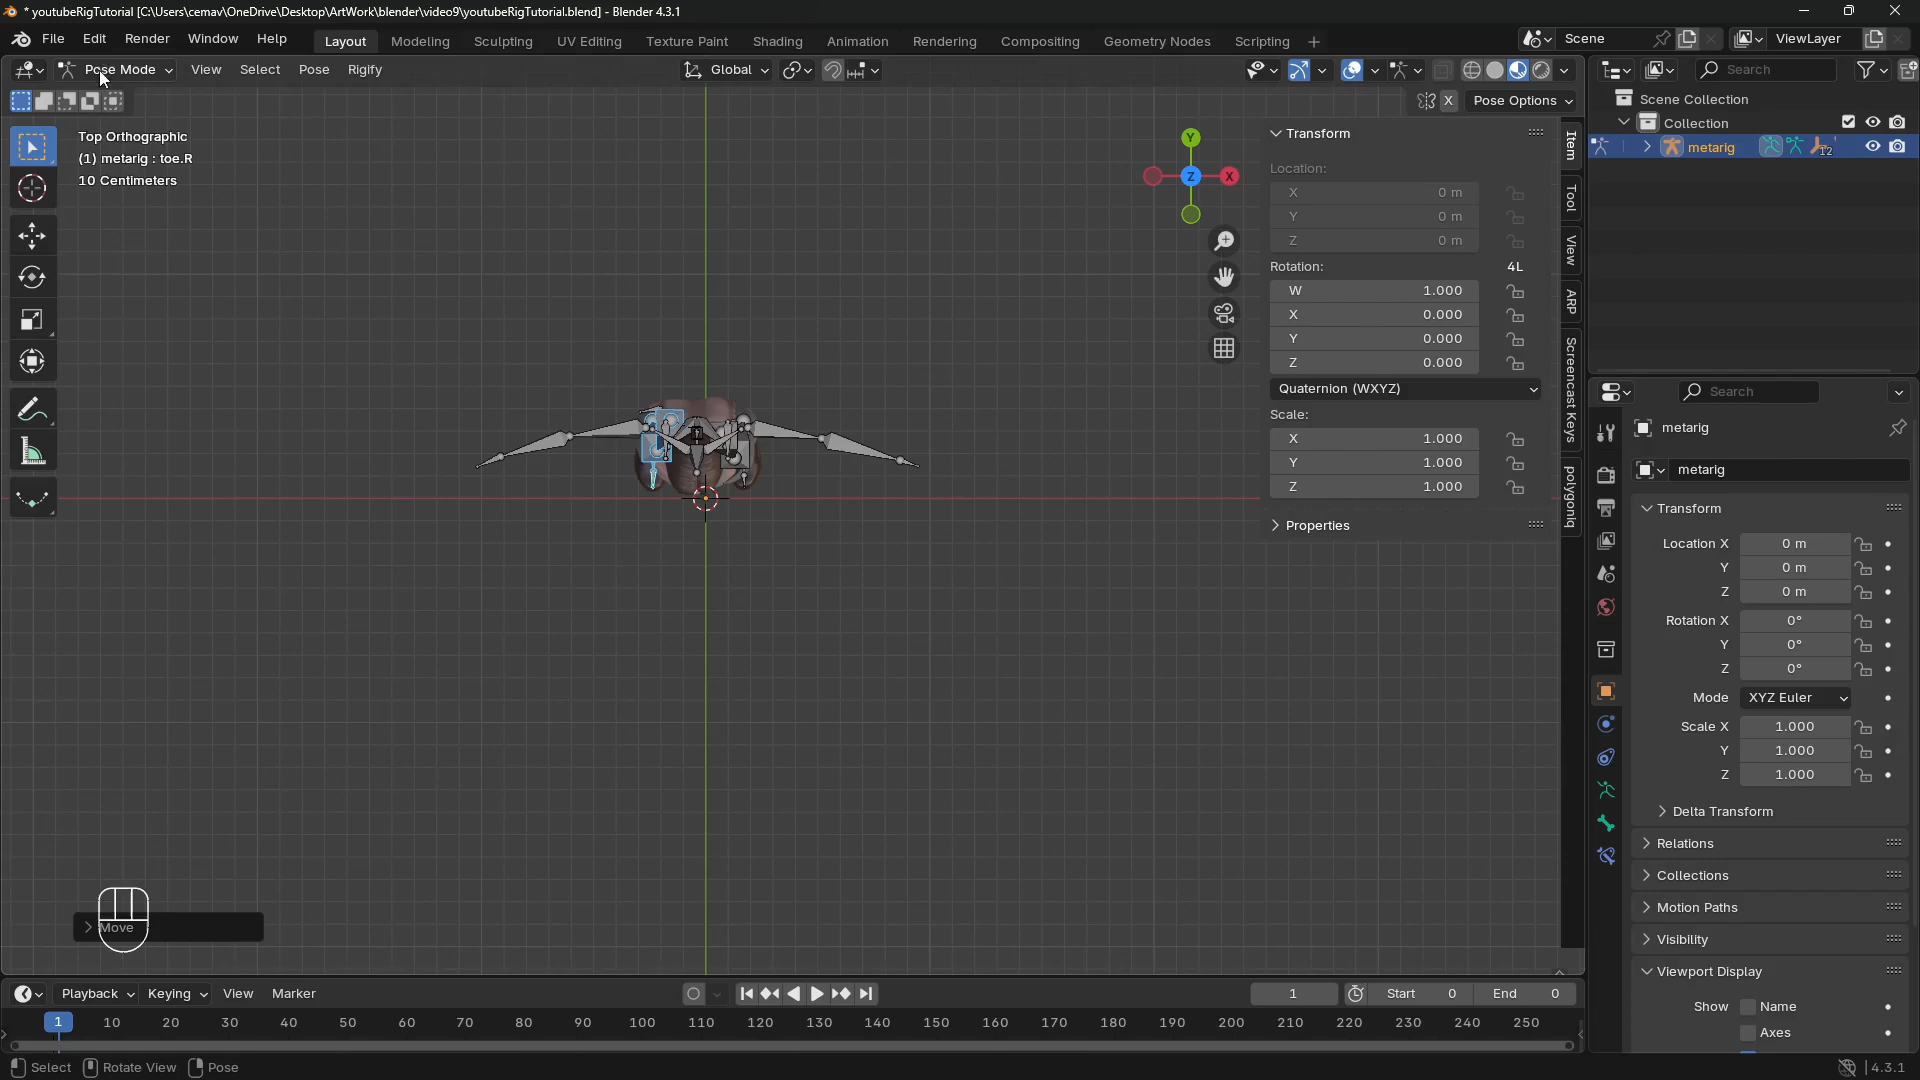 * youtubeRigTutorial [C:\Users\cemav\OneDrive\Desktop\ArtWork\blender\video9\youtubeRigTutorial.blend] - Blender 4.3.1
File Edit Render Window Help
Layout Modeling Sculpting UV Editing Texture Paint Shading Animation Rendering Compositing Geometry Nodes Scripting
Scene
ViewLayer
Pose Mode View Select Pose Rigify
Global
Search
X Pose Options
Top Orthographic
(1) metarig : toe.R
10 Centimeters
Y
X
Z
Transform
Location:
X 0 m
Y 0 m
Z 0 m
Rotation: 4L
W 1.000
X 0.000
Y 0.000
Z 0.000
Quaternion (WXYZ)
Scale:
X 1.000
Y 1.000
Z 1.000
Properties
Item
Tool
View
ARP
Screencast Keys
polygoniq
Scene Collection
Collection
metarig 12
Search
metarig
metarig
Transform
Location X 0 m
Y 0 m
Z 0 m
Rotation X 0°
Y 0°
Z 0°
Mode XYZ Euler
Scale X 1.000
Y 1.000
Z 1.000
Delta Transform
Relations
Collections
Motion Paths
Visibility
Viewport Display
Show Name
Axes
Move
Playback Keying View Marker
1 Start 0 End 0
1 10 20 30 40 50 60 70 80 90 100 110 120 130 140 150 160 170 180 190 200 210 220 230 240 250
Select Rotate View Pose
4.3.1